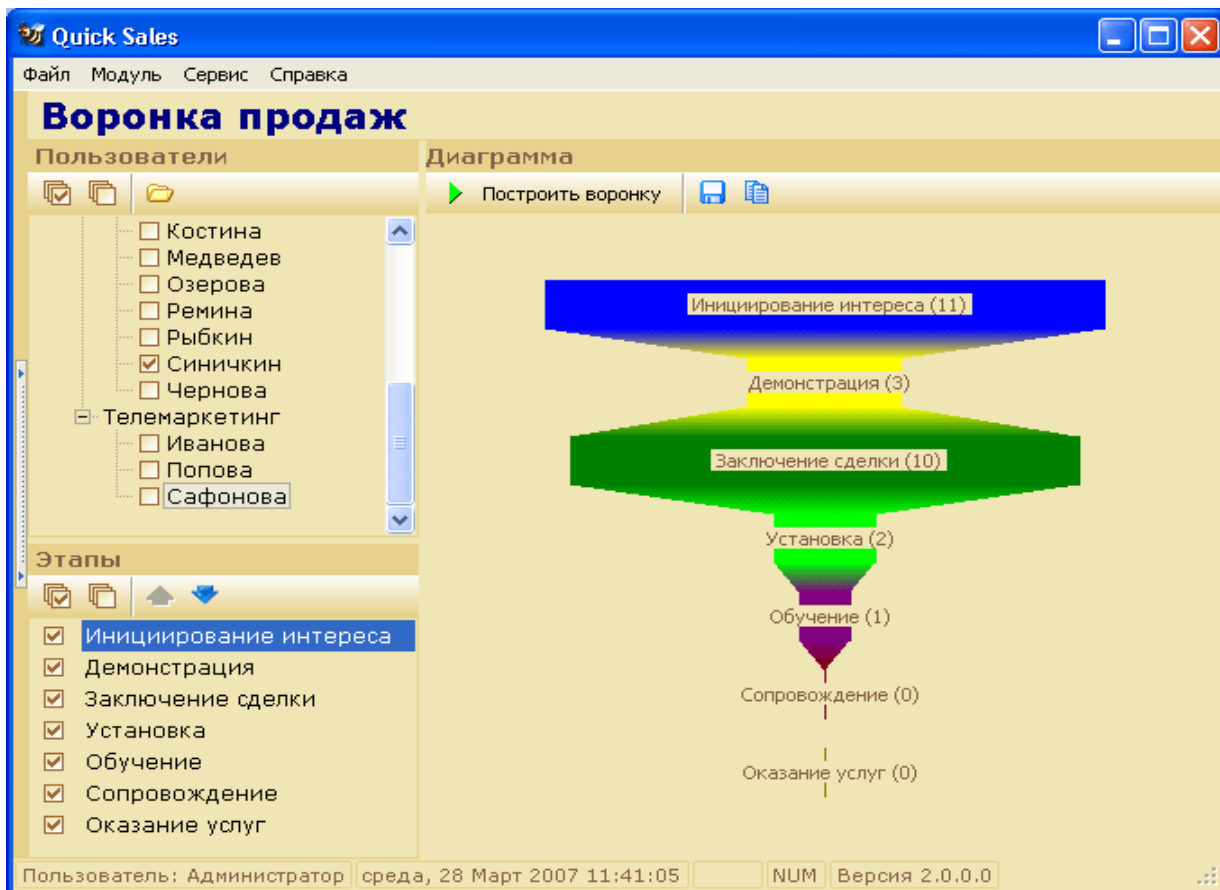 Quick Sales
Файл Модуль Сервис Справка
Воронка продаж
Пользователи
Костина
Медведев
Озерова
Ремина
Рыбкин
Синичкин
Чернова
Телемаркетинг
Иванова
Попова
Сафонова
Этапы
Инициирование интереса
Демонстрация
Заключение сделки
Установка
Обучение
Сопровождение
Оказание услуг
Диаграмма
Построить воронку
Инициирование интереса (11)
Демонстрация (3)
Заключение сделки (10)
Установка (2)
Обучение (1)
Сопровождение (0)
Оказание услуг (0)
Пользователь: Администратор среда, 28 Март 2007 11:41:05 NUM Версия 2.0.0.0